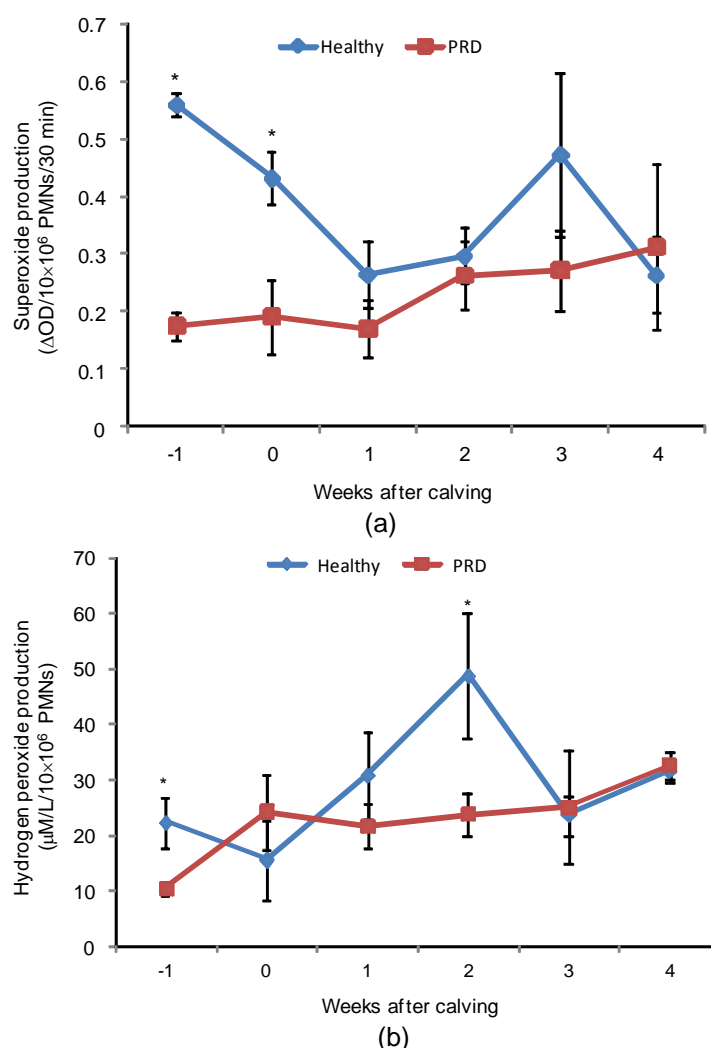 0.7
Healthy PRD
0.6
*
*
0.5
0.4
0.3
0.2
0.1
0
Superoxide production
(ΔOD/10×10⁶ PMNs/30 min)
-1 0 1 2 3 4
Weeks after calving
(a)
70
Healthy PRD
60
*
50
40
30
*
20
10
0
Hydrogen peroxide production
(µM/L/10×10⁶ PMNs)
-1 0 1 2 3 4
Weeks after calving
(b)